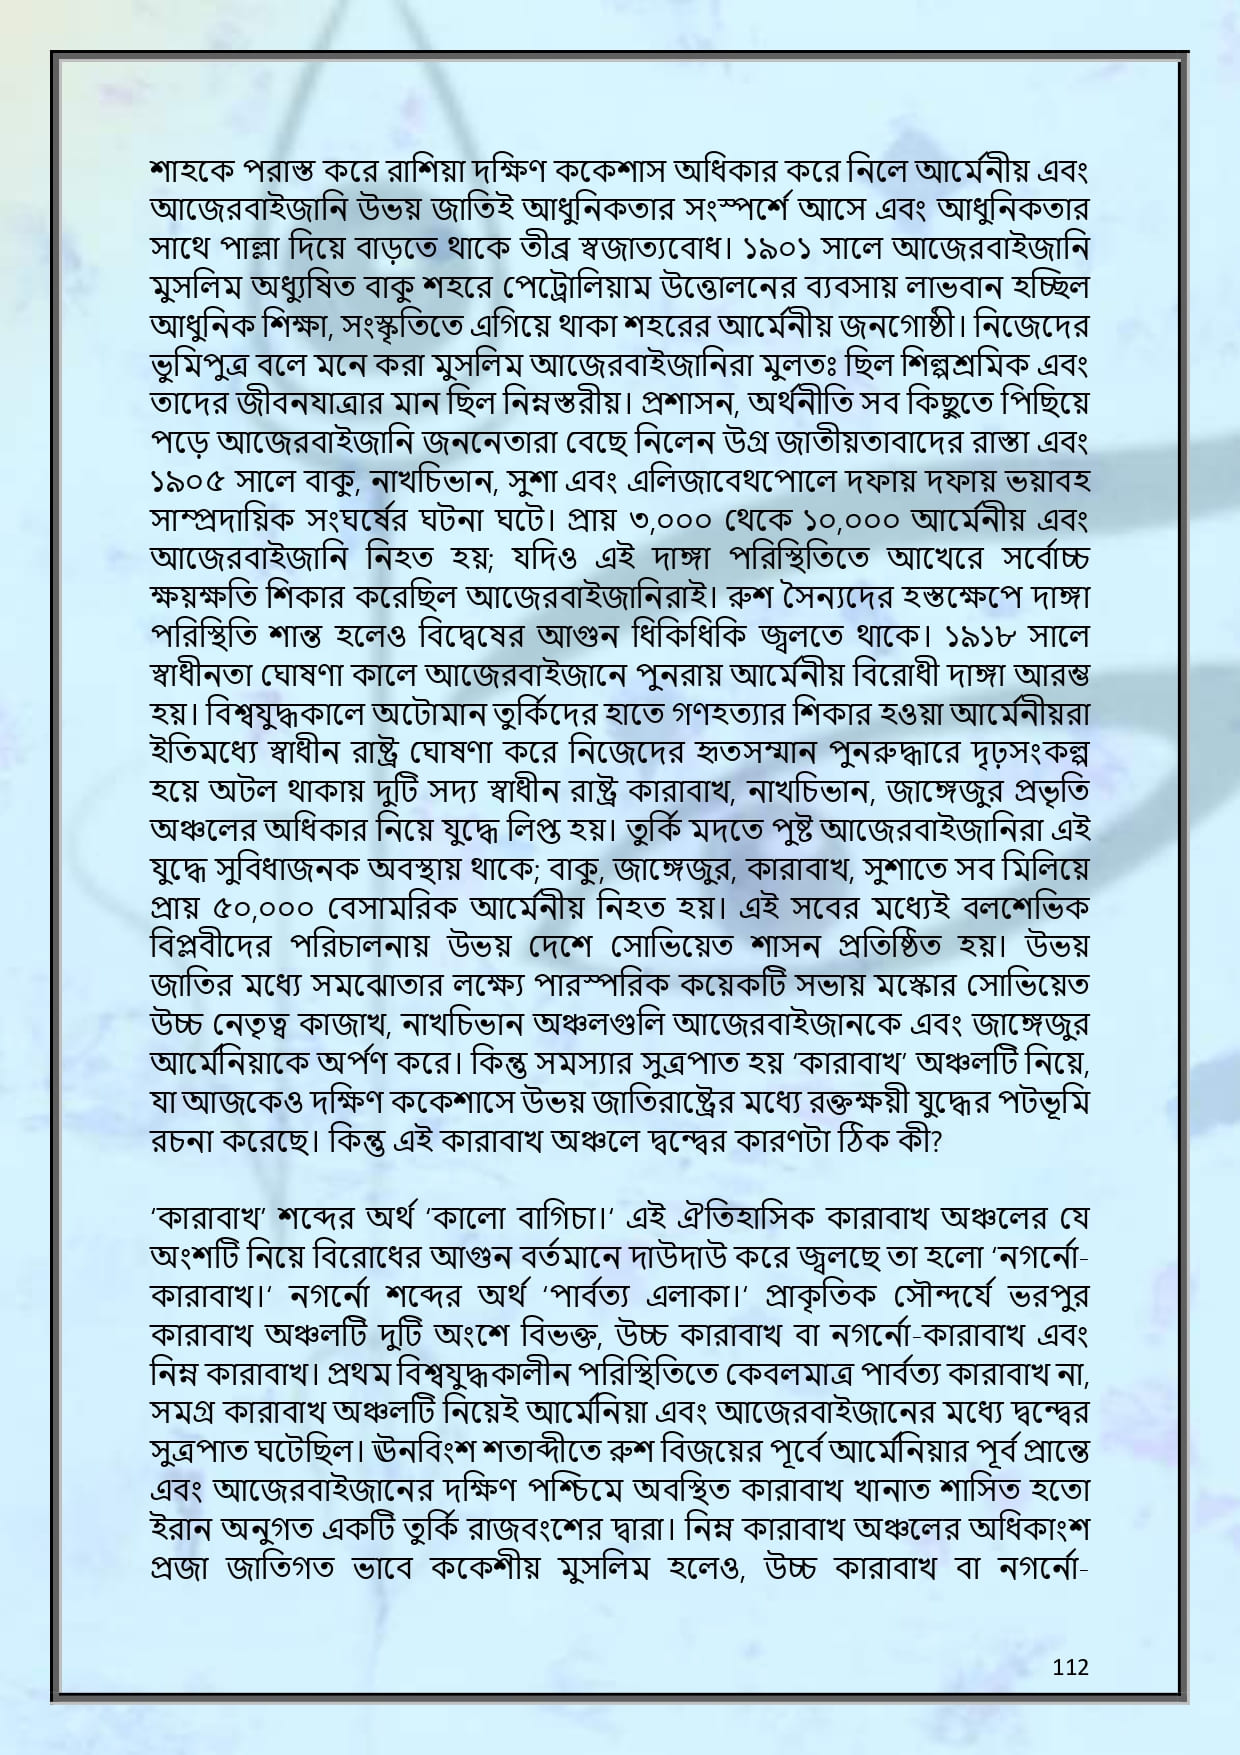 শাহকে পরাস্ত করে রাশিয়া দক্ষিণ ককেশাস অধিকার করে নিলে আর্মেনীয় এবং
আজেরবাইজানি উভয় জাতিই আধুনিকতার সংস্পর্শে আসে এবং আধুনিকতার
সাথে পাল্লা দিয়ে বাড়তে থাকে তীব্র স্বজাত্যবোধ। ১৯০১ সালে আজেরবাইজানি
মুসলিম অধ্যুষিত বাকু শহরে পেট্রোলিয়াম উত্তোলনের ব্যবসায় লাভবান হচ্ছিল
আধুনিক শিক্ষা, সংস্কৃতিতে এগিয়ে থাকা শহরের আর্মেনীয় জনগোষ্ঠী। নিজেদের
ভুমিপুত্র বলে মনে করা মুসলিম আজেরবাইজানিরা মুলতঃ ছিল শিল্পশ্রমিক এবং
তাদের জীবনযাত্রার মান ছিল নিম্নস্তরীয়। প্রশাসন, অর্থনীতি সব কিছুতে পিছিয়ে
পড়ে আজেরবাইজানি জননেতারা বেছে নিলেন উগ্র জাতীয়তাবাদের রাস্তা এবং
১৯০৫ সালে বাকু, নাখচিভান, সুশা এবং এলিজাবেথপোলে দফায় দফায় ভয়াবহ
সাম্প্রদায়িক সংঘর্ষের ঘটনা ঘটে। প্রায় ৩,০০০ থেকে ১০,০০০ আর্মেনীয় এবং
আজেরবাইজানি নিহত হয়; যদিও এই দাঙ্গা পরিস্থিতিতে আখেরে সর্বোচ্চ
ক্ষয়ক্ষতি শিকার করেছিল আজেরবাইজানিরাই। রুশ সৈন্যদের হস্তক্ষেপে দাঙ্গা
পরিস্থিতি শান্ত হলেও বিদ্বেষের আগুন ধিকিধিকি জ্বলতে থাকে। ১৯১৮ সালে
স্বাধীনতা ঘোষণা কালে আজেরবাইজানে পুনরায় আর্মেনীয় বিরোধী দাঙ্গা আরম্ভ
হয়। বিশ্বযুদ্ধকালে অটোমান তুর্কিদের হাতে গণহত্যার শিকার হওয়া আর্মেনীয়রা
ইতিমধ্যে স্বাধীন রাষ্ট্র ঘোষণা করে নিজেদের হৃতসম্মান পুনরুদ্ধারে দৃঢ়সংকল্প
হয়ে অটল থাকায় দুটি সদ্য স্বাধীন রাষ্ট্র কারাবাখ, নাখচিভান, জাঙ্গেজুর প্রভৃতি
অঞ্চলের অধিকার নিয়ে যুদ্ধে লিপ্ত হয়। তুর্কি মদতে পুষ্ট আজেরবাইজানিরা এই
যুদ্ধে সুবিধাজনক অবস্থায় থাকে; বাকু, জাঙ্গেজুর, কারাবাখ, সুশাতে সব মিলিয়ে
প্রায় ৫০,০০০ বেসামরিক আর্মেনীয় নিহত হয়। এই সবের মধ্যেই বলশেভিক
বিপ্লবীদের পরিচালনায় উভয় দেশে সোভিয়েত শাসন প্রতিষ্ঠিত হয়। উভয়
জাতির মধ্যে সমঝোতার লক্ষ্যে পারস্পরিক কয়েকটি সভায় মস্কোর সোভিয়েত
উচ্চ নেতৃত্ব কাজাখ, নাখচিভান অঞ্চলগুলি আজেরবাইজানকে এবং জাঙ্গেজুর
আর্মেনিয়াকে অর্পণ করে। কিন্তু সমস্যার সুত্রপাত হয় ‘কারাবাখ’ অঞ্চলটি নিয়ে,
যা আজকেও দক্ষিণ ককেশাসে উভয় জাতিরাষ্ট্রের মধ্যে রক্তক্ষয়ী যুদ্ধের পটভূমি
রচনা করেছে। কিন্তু এই কারাবাখ অঞ্চলে দ্বন্দ্বের কারণটা ঠিক কী?
‘কারাবাখ’ শব্দের অর্থ ‘কালো বাগিচা।‘ এই ঐতিহাসিক কারাবাখ অঞ্চলের যে
অংশটি নিয়ে বিরোধের আগুন বর্তমানে দাউদাউ করে জ্বলছে তা হলো ‘নগর্নো-
কারাবাখ।‘ নগর্নো শব্দের অর্থ ‘পার্বত্য এলাকা।‘ প্রাকৃতিক সৌন্দর্যে ভরপুর
কারাবাখ অঞ্চলটি দুটি অংশে বিভক্ত, উচ্চ কারাবাখ বা নগর্নো-কারাবাখ এবং
নিম্ন কারাবাখ। প্রথম বিশ্বযুদ্ধকালীন পরিস্থিতিতে কেবলমাত্র পার্বত্য কারাবাখ না,
সমগ্র কারাবাখ অঞ্চলটি নিয়েই আর্মেনিয়া এবং আজেরবাইজানের মধ্যে দ্বন্দ্বের
সুত্রপাত ঘটেছিল। ঊনবিংশ শতাব্দীতে রুশ বিজয়ের পূর্বে আর্মেনিয়ার পূর্ব প্রান্তে
এবং আজেরবাইজানের দক্ষিণ পশ্চিমে অবস্থিত কারাবাখ খানাত শাসিত হতো
ইরান অনুগত একটি তুর্কি রাজবংশের দ্বারা। নিম্ন কারাবাখ অঞ্চলের অধিকাংশ
প্রজা জাতিগত ভাবে ককেশীয় মুসলিম হলেও, উচ্চ কারাবাখ বা নগর্নো-
112